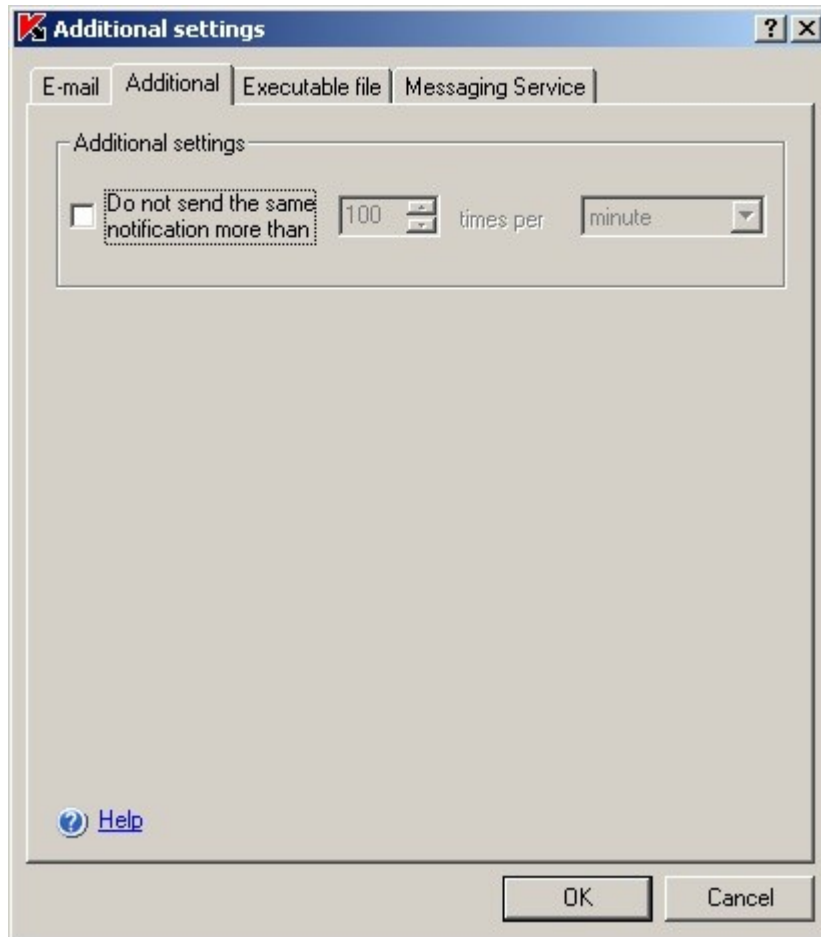 Additional settings
E-mail Additional Executable file Messaging Service
Additional settings
Do not send the same
notification more than
100 times per minute
Help
OK Cancel